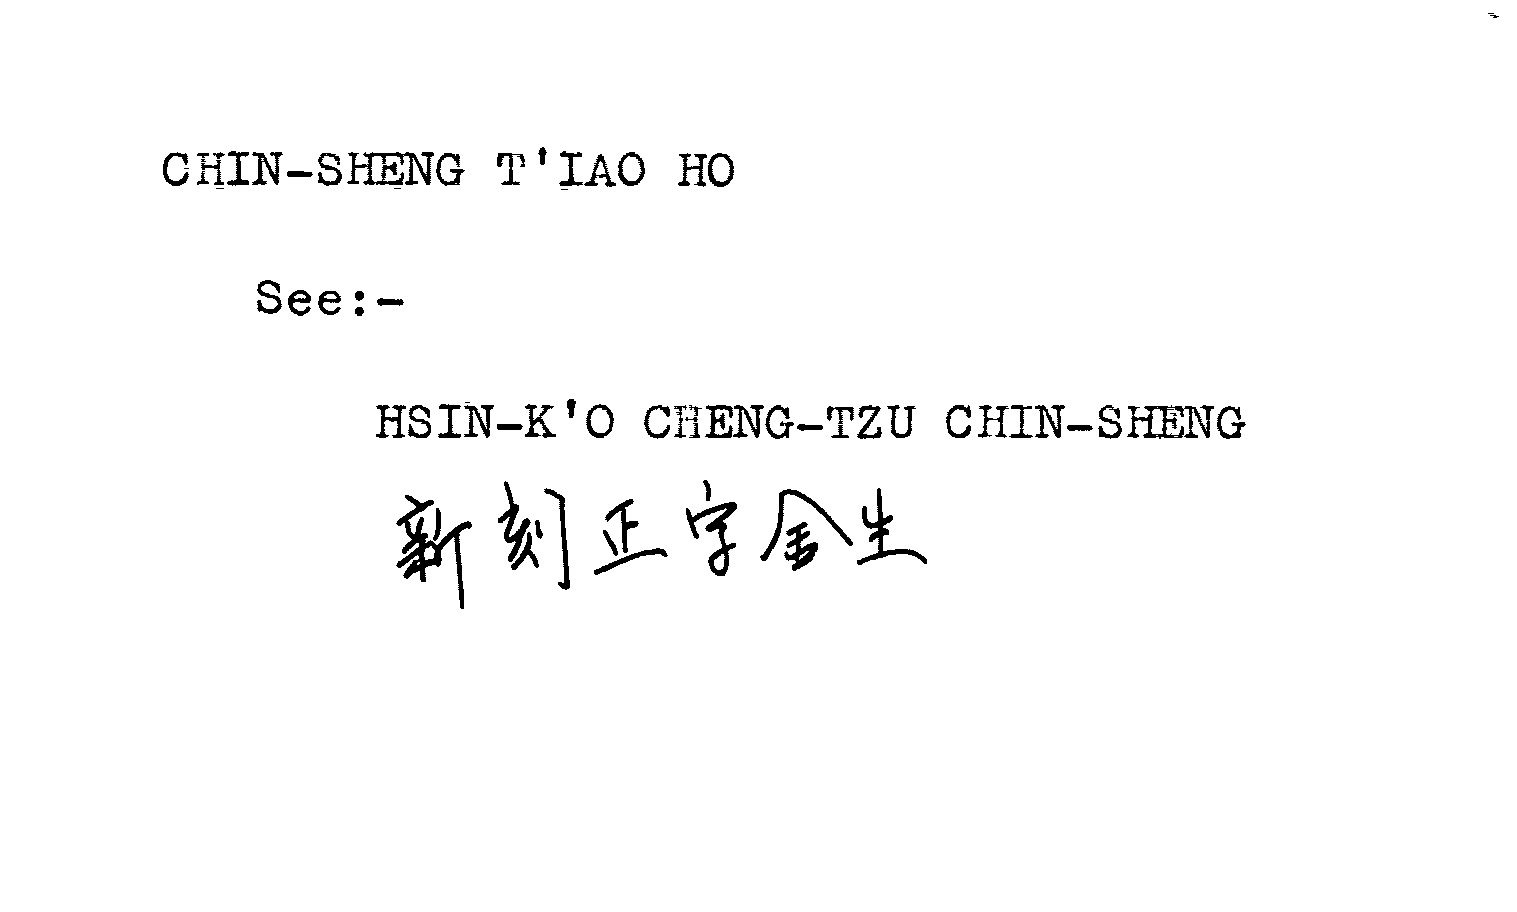 CHIN-SHENG T'IAO HO
See:-
HSIN-K'O CHENG-TZU CHIN-SHENG
新刻正字金生